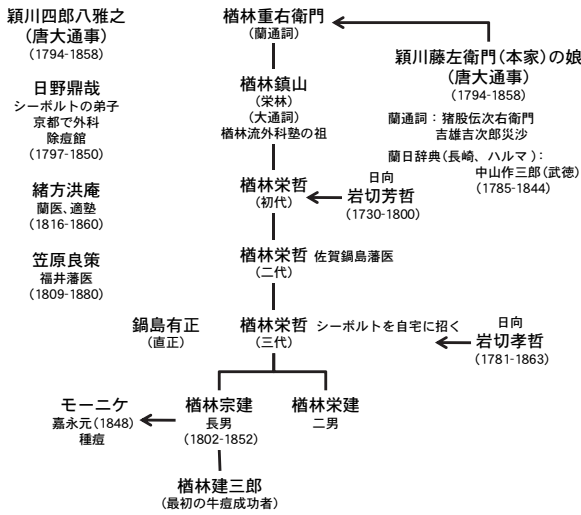 穎川四郎八雅之
(唐大通事)
(1794-1858)
日野鼎哉
シーボルトの弟子
京都で外科
除痘館
(1797-1850)
緒方洪庵
蘭医、適塾
(1816-1860)
笠原良策
福井藩医
(1809-1880)
楢林重右衛門
(蘭通詞)
楢林鎮山
(栄林)
(大通詞)
楢林流外科塾の祖
楢林栄哲
(初代)
楢林栄哲 佐賀鍋島藩医
(二代)
鍋島有正
(直正)
楢林栄哲 シーボルトを自宅に招く
(三代)
穎川藤左衛門(本家)の娘
(唐大通事)
(1794-1858)
蘭通詞:猪股伝次右衛門
吉雄吉次郎災沙
蘭日辞典(長崎、ハルマ):
中山作三郎(武徳)
(1785-1844)
日向
岩切芳哲
(1730-1800)
日向
岩切孝哲
(1781-1863)
モーニケ
嘉永元(1848)
種痘
楢林宗建
長男
(1802-1852)
楢林栄建
二男
楢林建三郎
(最初の牛痘成功者)